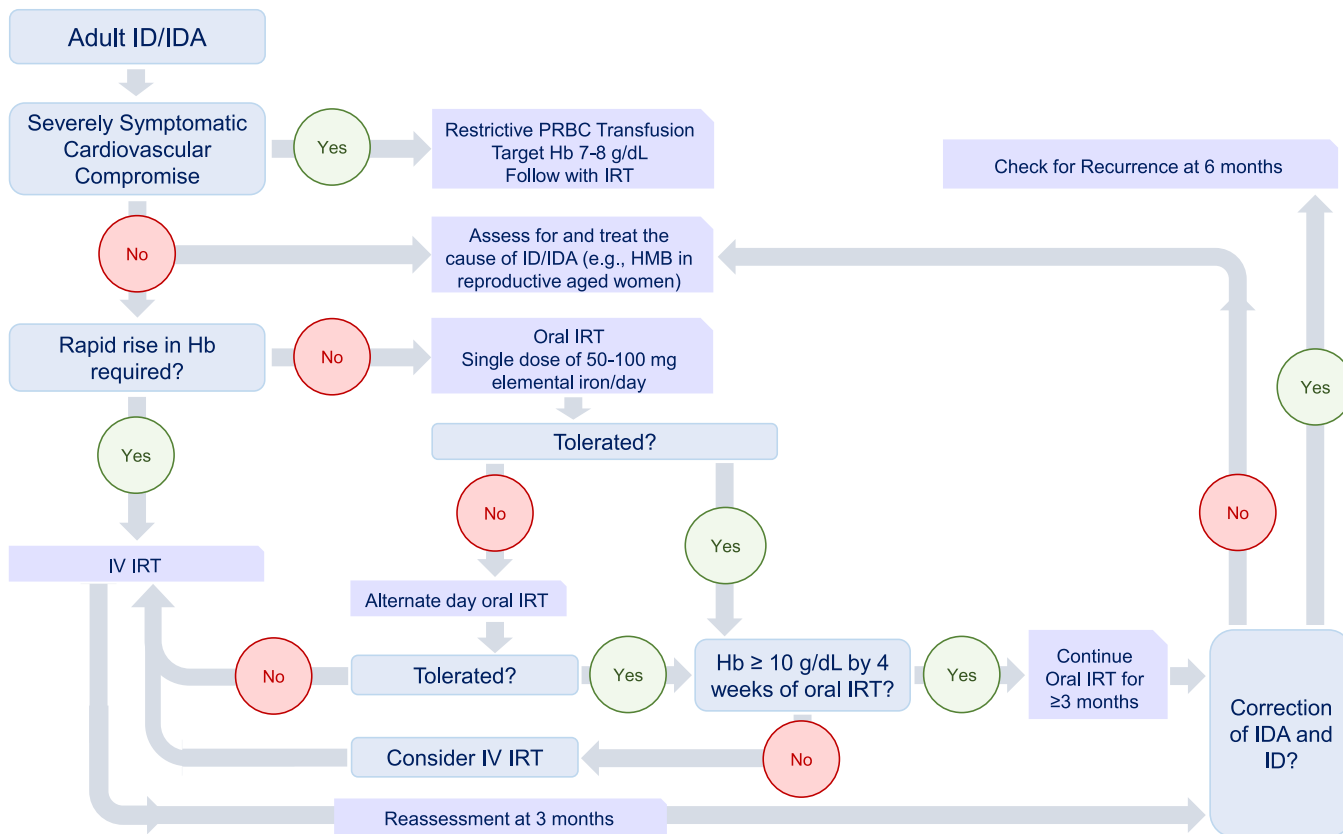 Adult ID/IDA
Severely Symptomatic
Cardiovascular
Compromise
Yes
Restrictive PRBC Transfusion
Target Hb 7-8 g/dL
Follow with IRT
Check for Recurrence at 6 months
No
Assess for and treat the
cause of ID/IDA (e.g., HMB in
reproductive aged women)
Rapid rise in Hb
required?
No
Oral IRT
Single dose of 50-100 mg
elemental iron/day
Yes
Yes
Tolerated?
No
Yes
No
IV IRT
Alternate day oral IRT
No
Tolerated?
Yes
Hb ≥ 10 g/dL by 4
weeks of oral IRT?
Yes
Continue
Oral IRT for
≥3 months
Correction
of IDA and
ID?
Consider IV IRT
No
Reassessment at 3 months